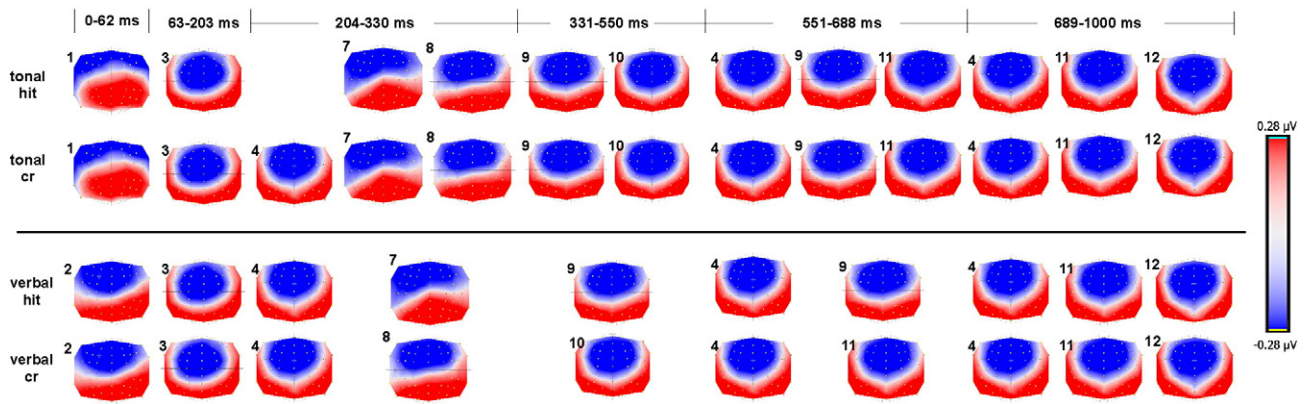 0-62 ms 63-203 ms 204-330 ms 331-550 ms 551-688 ms 689-1000 ms
tonal hit 1 3 7 8 9 10 4 9 11 4 11 12
tonal cr 1 3 4 7 8 9 10 4 9 11 4 11 12
0.28 µV
-0.28 µV
verbal hit 2 3 4 7 9 4 9 4 11 12
verbal cr 2 3 4 8 10 4 11 4 11 12